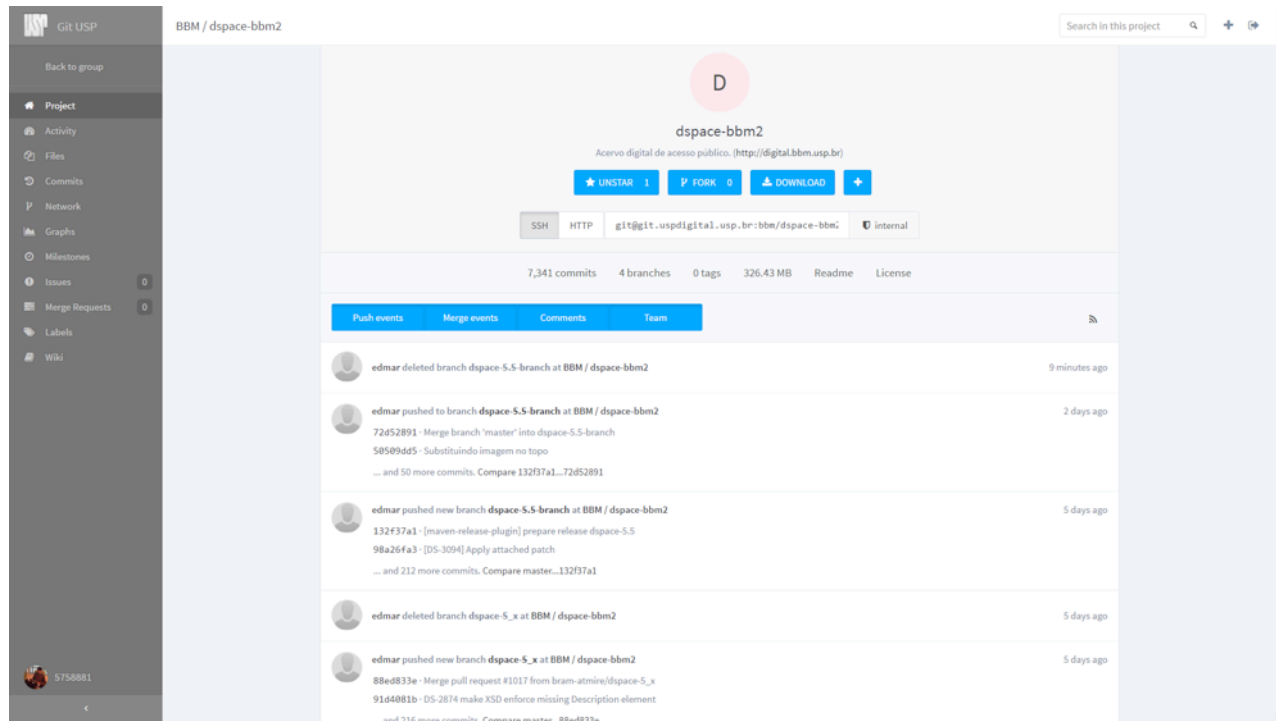 Git USP
BBM / dspace-bbm2
Search in this project
Back to group
Project
Activity
Files
Commits
Network
Graphs
Milestones
Issues 0
Merge Requests 0
Labels
Wiki
5758881
D
dspace-bbm2
Acervo digital de acesso público. (http://digital.bbm.usp.br)
UNSTAR 1 FORK 0 DOWNLOAD
SSH HTTP git@git.uspdigital.usp.br:bbm/dspace-bbm2 internal
7,341 commits 4 branches 0 tags 326.43 MB Readme License
Push events Merge events Comments Team
edmar deleted branch dspace-5.5-branch at BBM / dspace-bbm2 9 minutes ago
edmar pushed to branch dspace-5.5-branch at BBM / dspace-bbm2 2 days ago
72d52891 · Merge branch 'master' into dspace-5.5-branch
50509dd5 · Substituindo imagem no topo
... and 50 more commits. Compare 132f37a1...72d52891
edmar pushed new branch dspace-5.5-branch at BBM / dspace-bbm2 5 days ago
132f37a1 · [maven-release-plugin] prepare release dspace-5.5
98a26fa3 · [DS-3094] Apply attached patch
... and 212 more commits. Compare master...132f37a1
edmar deleted branch dspace-5_x at BBM / dspace-bbm2 5 days ago
edmar pushed new branch dspace-5_x at BBM / dspace-bbm2 5 days ago
88ed833e · Merge pull request #1017 from bram-atmire/dspace-5_x
91d4081b · DS-2874 make XSD enforce missing Description element
... and 216 more commits. Compare master...88ed833e